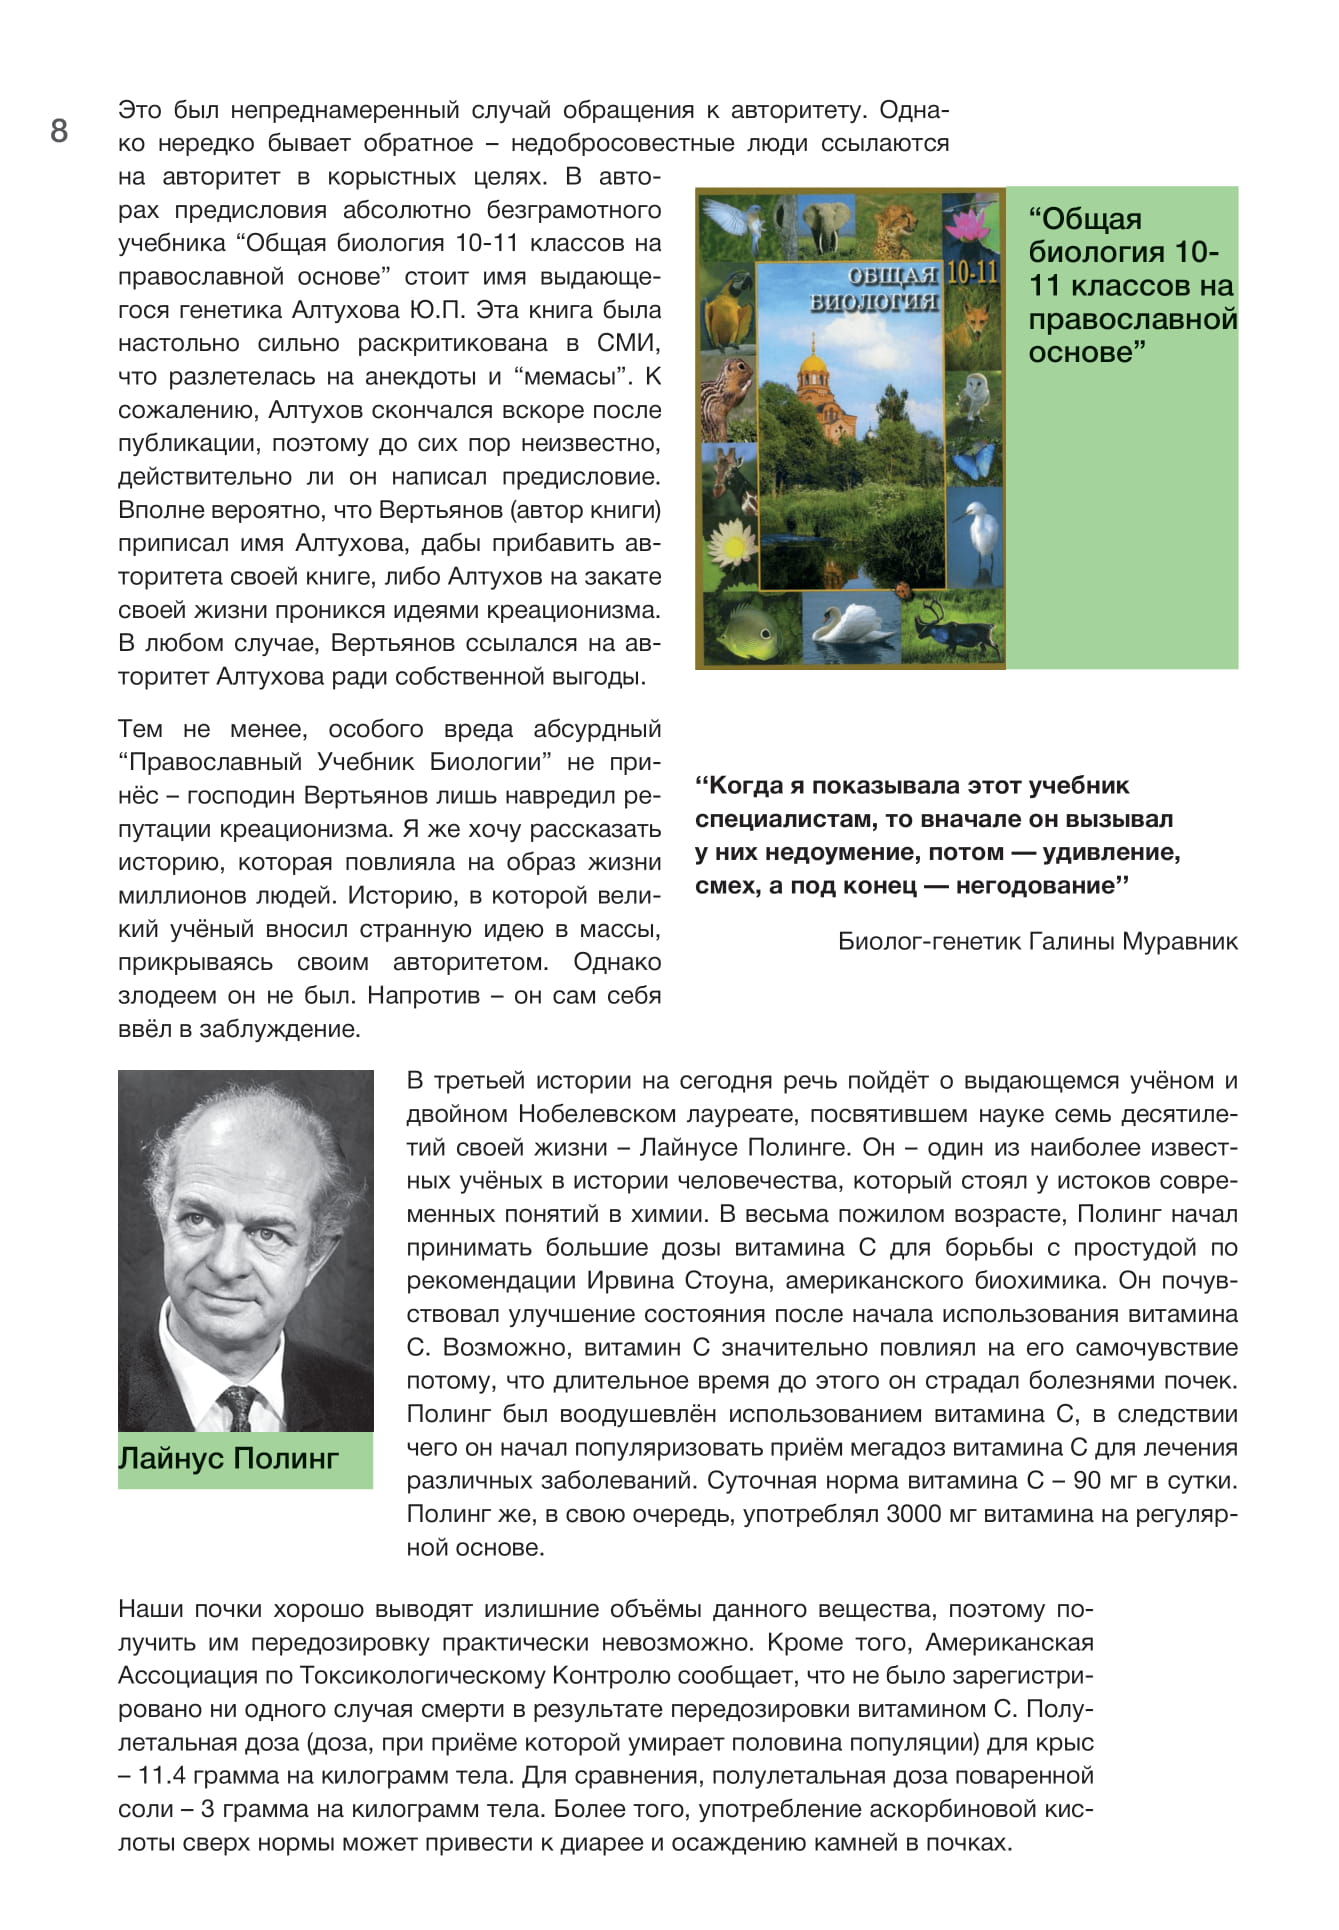 8
Это был непреднамеренный случай обращения к авторитету. Одна-
ко нередко бывает обратное – недобросовестные люди ссылаются
на авторитет в корыстных целях. В авто-
рах предисловия абсолютно безграмотного
учебника “Общая биология 10-11 классов на
православной основе” стоит имя выдающе-
гося генетика Алтухова Ю.П. Эта книга была
настолько сильно раскритикована в СМИ,
что разлетелась на анекдоты и “мемасы”. К
сожалению, Алтухов скончался вскоре после
публикации, поэтому до сих пор неизвестно,
действительно ли он написал предисловие.
Вполне вероятно, что Вертьянов (автор книги)
приписал имя Алтухова, дабы прибавить ав-
торитета своей книге, либо Алтухов на закате
своей жизни проникся идеями креационизма.
В любом случае, Вертьянов ссылался на ав-
торитет Алтухова ради собственной выгоды.
ОБЩАЯ 10-11
БИОЛОГИЯ
“Общая
биология 10-
11 классов на
православной
основе”
Тем не менее, особого вреда абсурдный
“Православный Учебник Биологии” не при-
нёс – господин Вертьянов лишь навредил ре-
путации креационизма. Я же хочу рассказать
историю, которая повлияла на образ жизни
миллионов людей. Историю, в которой вели-
кий учёный вносил странную идею в массы,
прикрываясь своим авторитетом. Однако
злодеем он не был. Напротив – он сам себя
ввёл в заблуждение.
“Когда я показывала этот учебник
специалистам, то вначале он вызывал
у них недоумение, потом — удивление,
смех, а под конец — негодование”
Биолог-генетик Галины Муравник
Лайнус Полинг
В третьей истории на сегодня речь пойдёт о выдающемся учёном и
двойном Нобелевском лауреате, посвятившем науке семь десятиле-
тий своей жизни – Лайнусе Полинге. Он – один из наиболее извест-
ных учёных в истории человечества, который стоял у истоков совре-
менных понятий в химии. В весьма пожилом возрасте, Полинг начал
принимать большие дозы витамина С для борьбы с простудой по
рекомендации Ирвина Стоуна, американского биохимика. Он почув-
ствовал улучшение состояния после начала использования витамина
С. Возможно, витамин С значительно повлиял на его самочувствие
потому, что длительное время до этого он страдал болезнями почек.
Полинг был воодушевлён использованием витамина С, в следствии
чего он начал популяризовать приём мегадоз витамина С для лечения
различных заболеваний. Суточная норма витамина С – 90 мг в сутки.
Полинг же, в свою очередь, употреблял 3000 мг витамина на регуляр-
ной основе.
Наши почки хорошо выводят излишние объёмы данного вещества, поэтому по-
лучить им передозировку практически невозможно. Кроме того, Американская
Ассоциация по Токсикологическому Контролю сообщает, что не было зарегистри-
ровано ни одного случая смерти в результате передозировки витамином С. Полу-
летальная доза (доза, при приёме которой умирает половина популяции) для крыс
– 11.4 грамма на килограмм тела. Для сравнения, полулетальная доза поваренной
соли – 3 грамма на килограмм тела. Более того, употребление аскорбиновой кис-
лоты сверх нормы может привести к диарее и осаждению камней в почках.